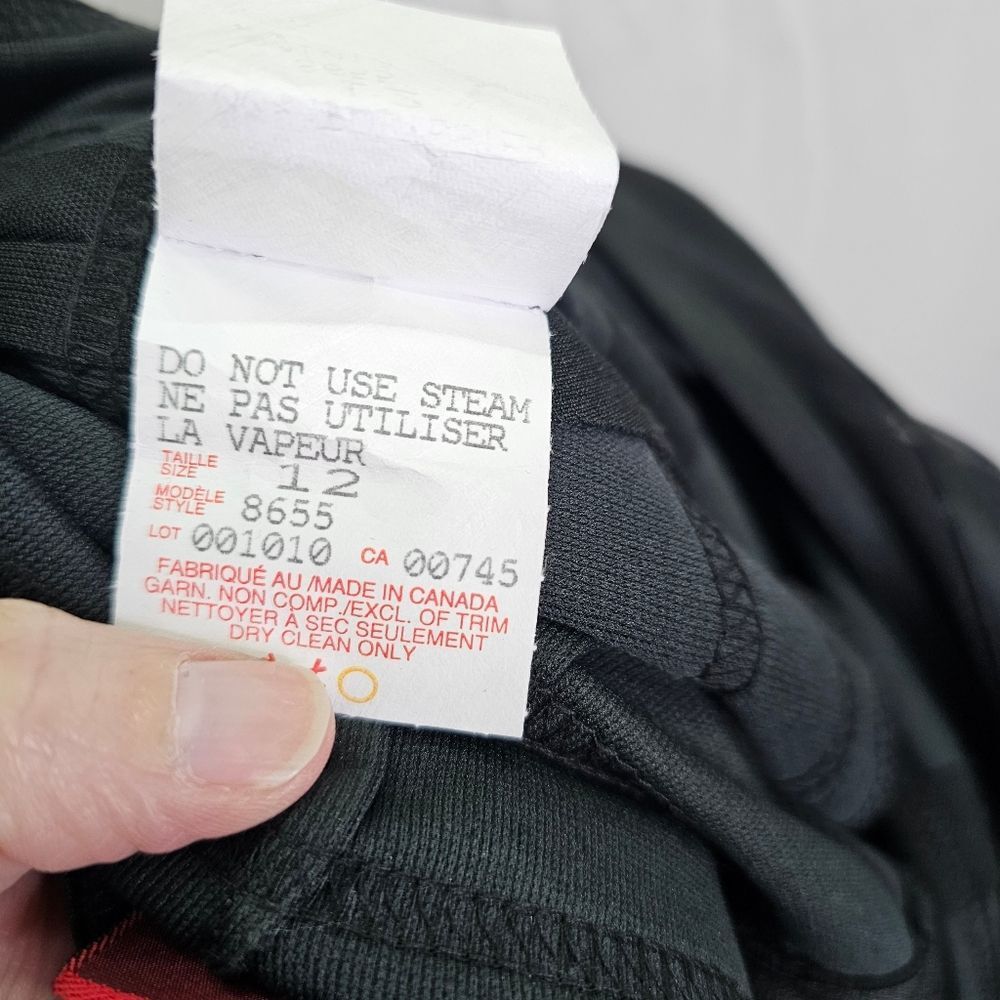 DO NOT USE STEAM
NE PAS UTILISER
LA VAPEUR
TAILLE
SIZE 12
MODÈLE
STYLE 8655
LOT 001010 CA 00745
FABRIQUÉ AU /MADE IN CANADA
GARN. NON COMP./EXCL. OF TRIM
NETTOYER À SEC SEULEMENT
DRY CLEAN ONLY